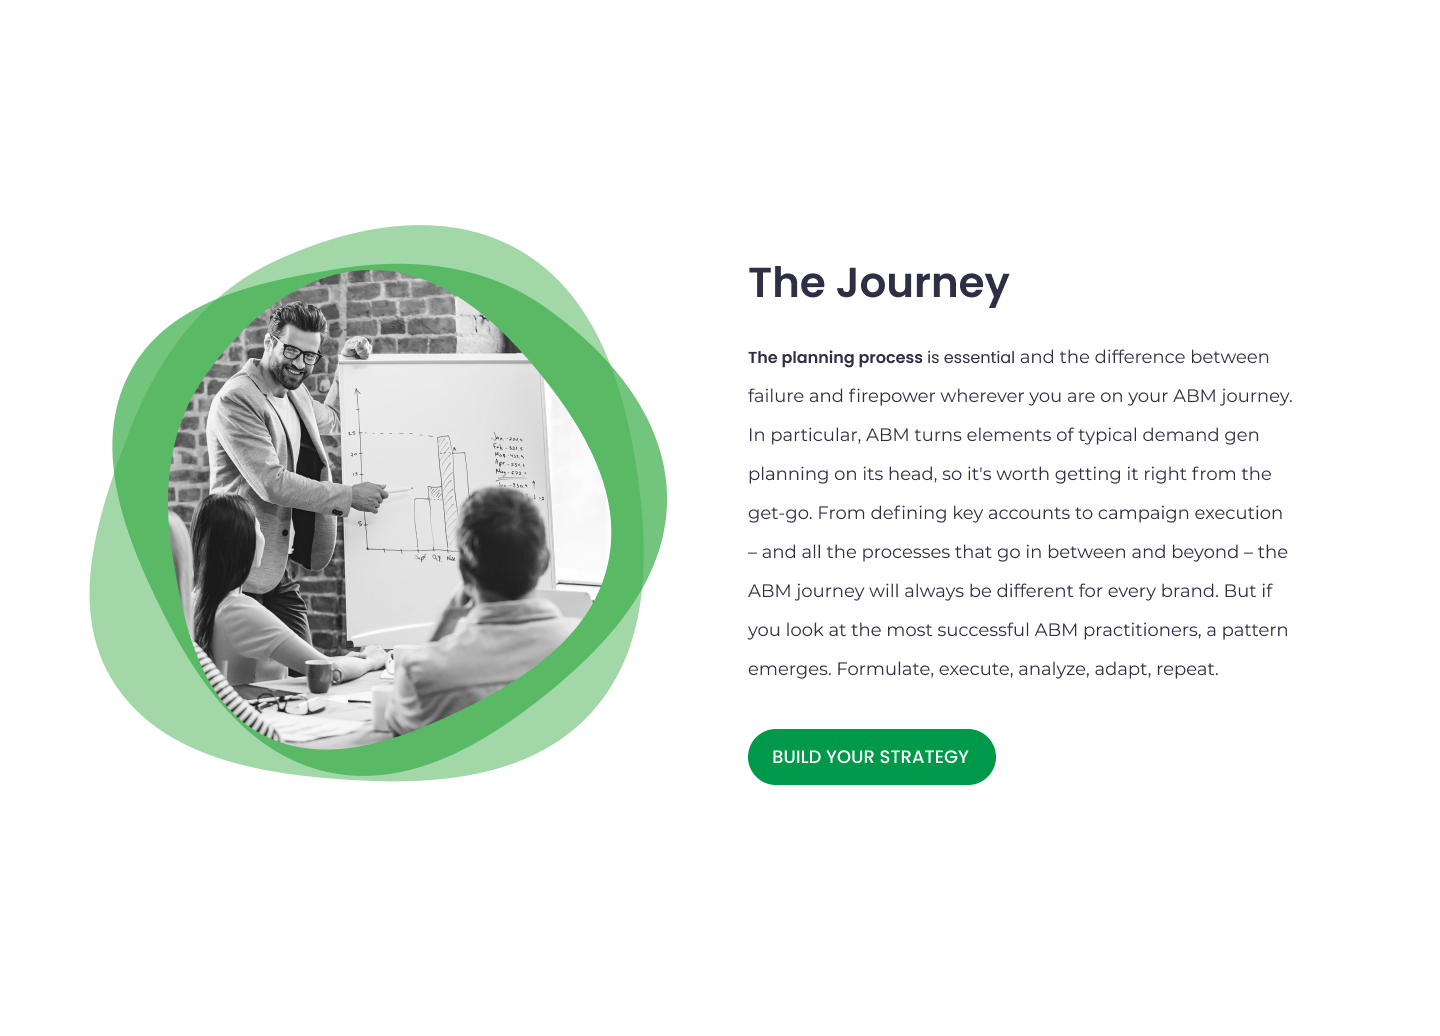 The Journey
The planning process is essential and the difference between
failure and firepower wherever you are on your ABM journey.
In particular, ABM turns elements of typical demand gen
planning on its head, so it's worth getting it right from the
get-go. From defining key accounts to campaign execution
– and all the processes that go in between and beyond – the
ABM journey will always be different for every brand. But if
you look at the most successful ABM practitioners, a pattern
emerges. Formulate, execute, analyze, adapt, repeat.
BUILD YOUR STRATEGY